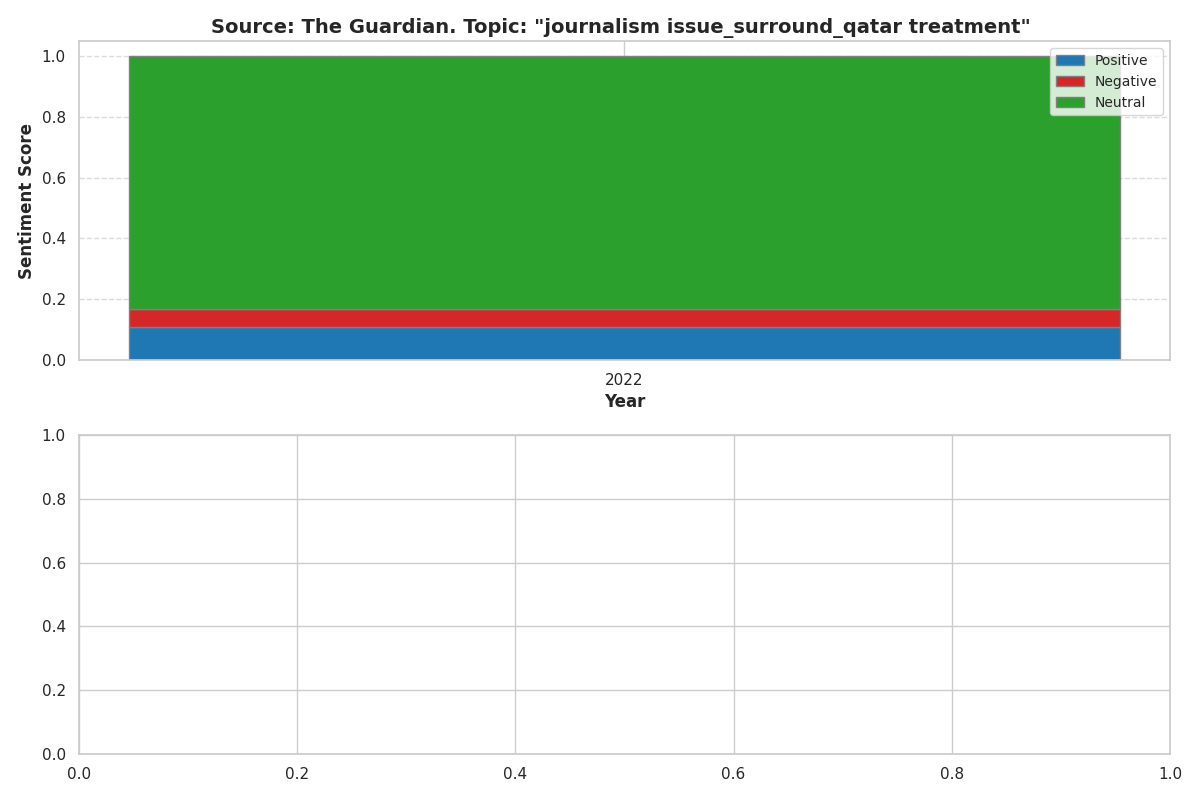 Source: The Guardian. Topic: "journalism issue_surround_qatar treatment"
1.0
0.8
0.6
0.4
0.2
0.0
Sentiment Score
Positive
Negative
Neutral
2022
Year
1.0
0.8
0.6
0.4
0.2
0.0
0.0 0.2 0.4 0.6 0.8 1.0